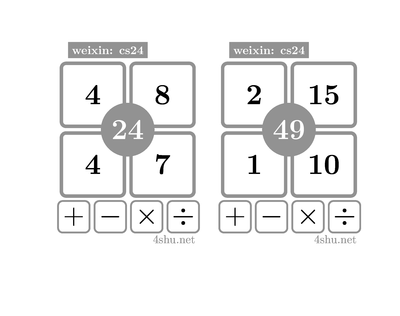 weixin: cs24
4 8
24
4 7
+ − × ÷
4shu.net
weixin: cs24
2 15
49
1 10
+ − × ÷
4shu.net